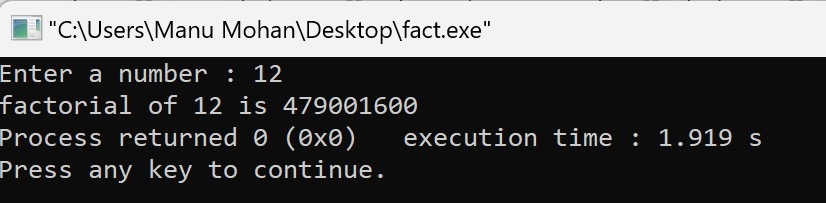 "C:\Users\Manu Mohan\Desktop\fact.exe"
Enter a number : 12
factorial of 12 is 479001600
Process returned 0 (0x0)   execution time : 1.919 s
Press any key to continue.